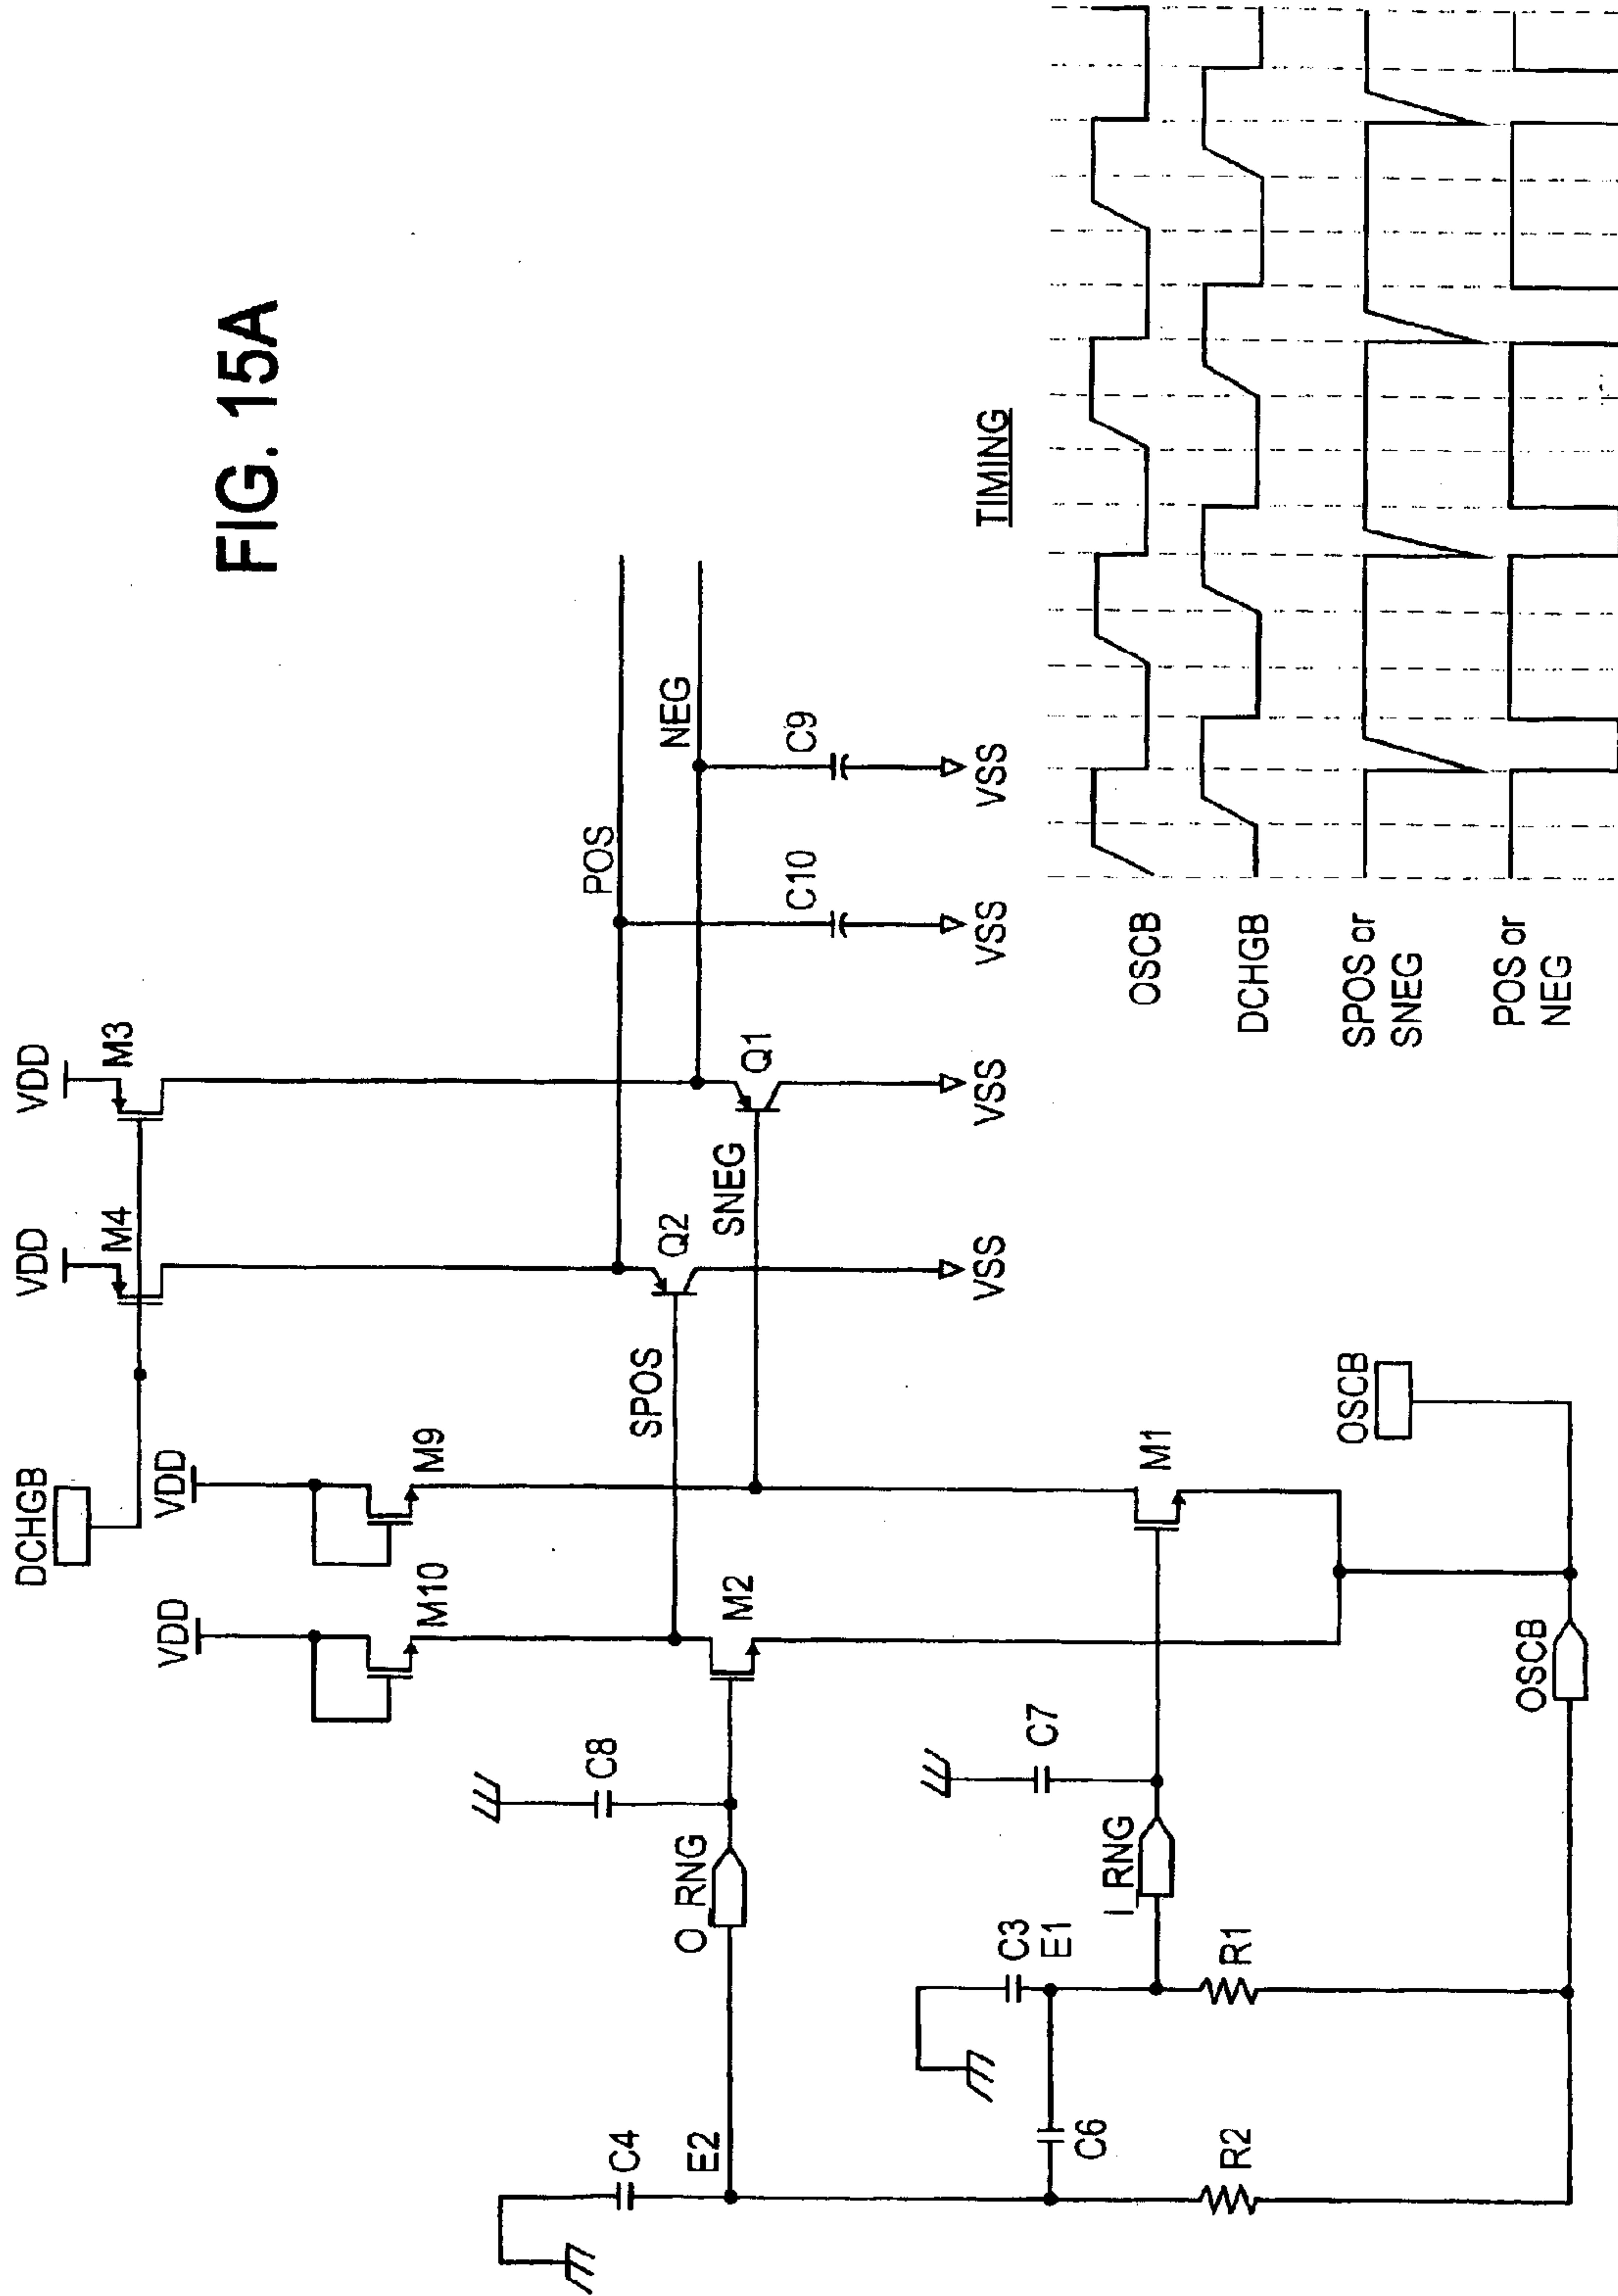 FIG. 15A
DCHGB
VDD
M4
VDD
M3
VDD
M10
VDD
M9
POS
NEG
SPOS
Q2
SNEG
Q1
C10
C9
VSS
VSS
VSS
VSS
C8
M2
O_RNG
C4
E2
C7
M1
I_RNG
C3
E1
C6
R2
R1
OSCB
OSCB
TIMING
OSCB
DCHGB
SPOS or
SNEG
POS or
NEG